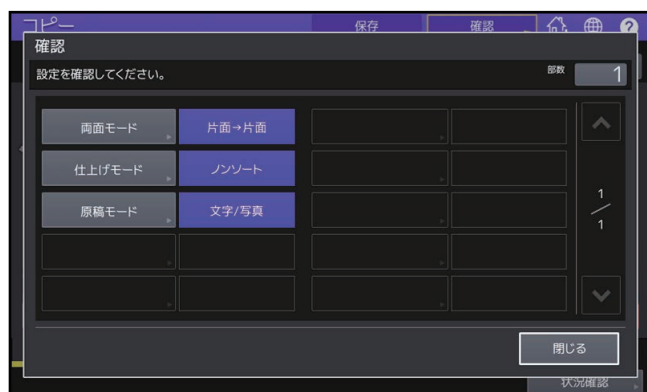 コピー
保存
確認
?
確認
設定を確認してください。
部数
1
両面モード
片面→片面
仕上げモード
ノンソート
原稿モード
文字/写真
1
/
1
閉じる
状況確認